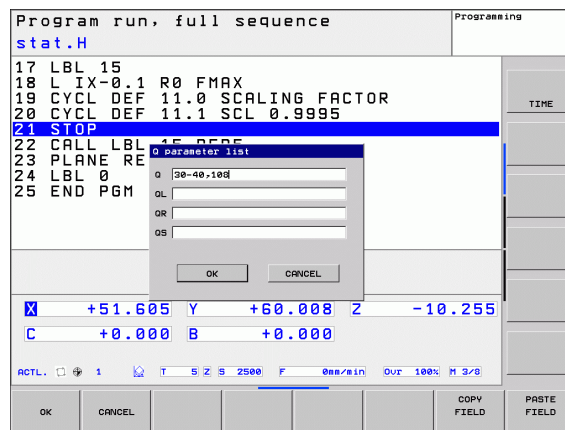 Program run, full sequence
Programming
stat.H
17 LBL 15
18 L IX-0.1 R0 FMAX
19 CYCL DEF 11.0 SCALING FACTOR
20 CYCL DEF 11.1 SCL 0.9995
21 STOP
22 CALL LBL 15 REP5
23 PLANE RE
24 LBL 0
25 END PGM
TIME
Q parameter list
Q 30-40,108
QL
QR
QS
OK CANCEL
X +51.605 Y +60.008 Z -10.255
C +0.000 B +0.000
ACTL. 1 T 5 Z S 2500 F 0mm/min Ovr 100% M 3/8
OK CANCEL COPY FIELD PASTE FIELD